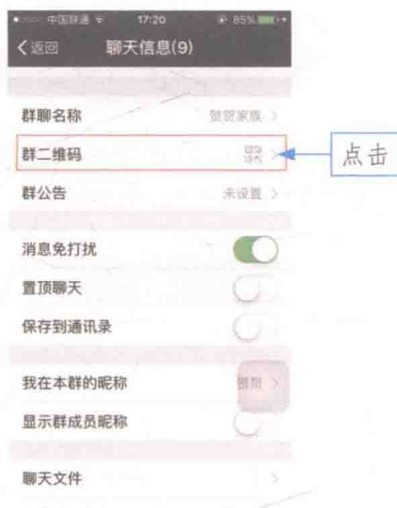 中国联通 17:20 85%
返回 聊天信息(9)
群聊名称 贺贺家族
群二维码
点击
群公告 未设置
消息免打扰
置顶聊天
保存到通讯录
我在本群的昵称 贺贺
显示群成员昵称
聊天文件